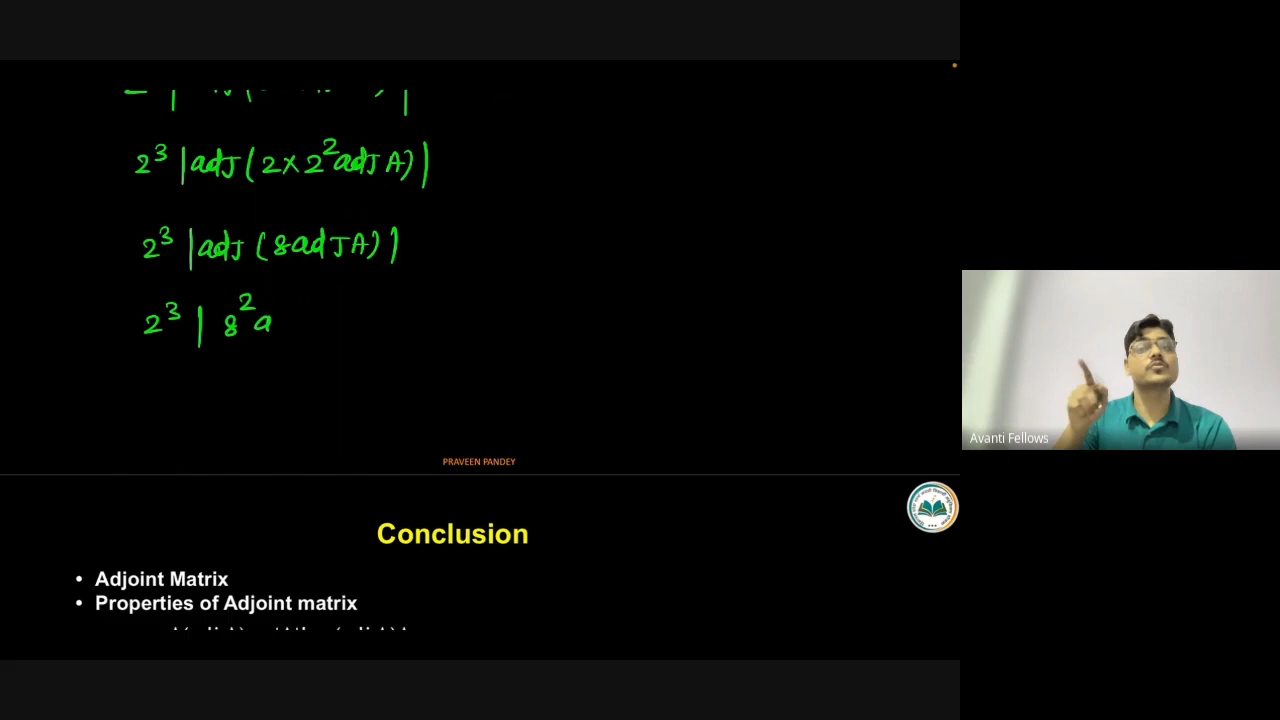 2³ |adJ (2×2²adJ A)|
2³ |adJ (8adJA)|
2³ | 8²a
Avanti Fellows
PRAVEEN PANDEY
Conclusion
• Adjoint Matrix
• Properties of Adjoint matrix